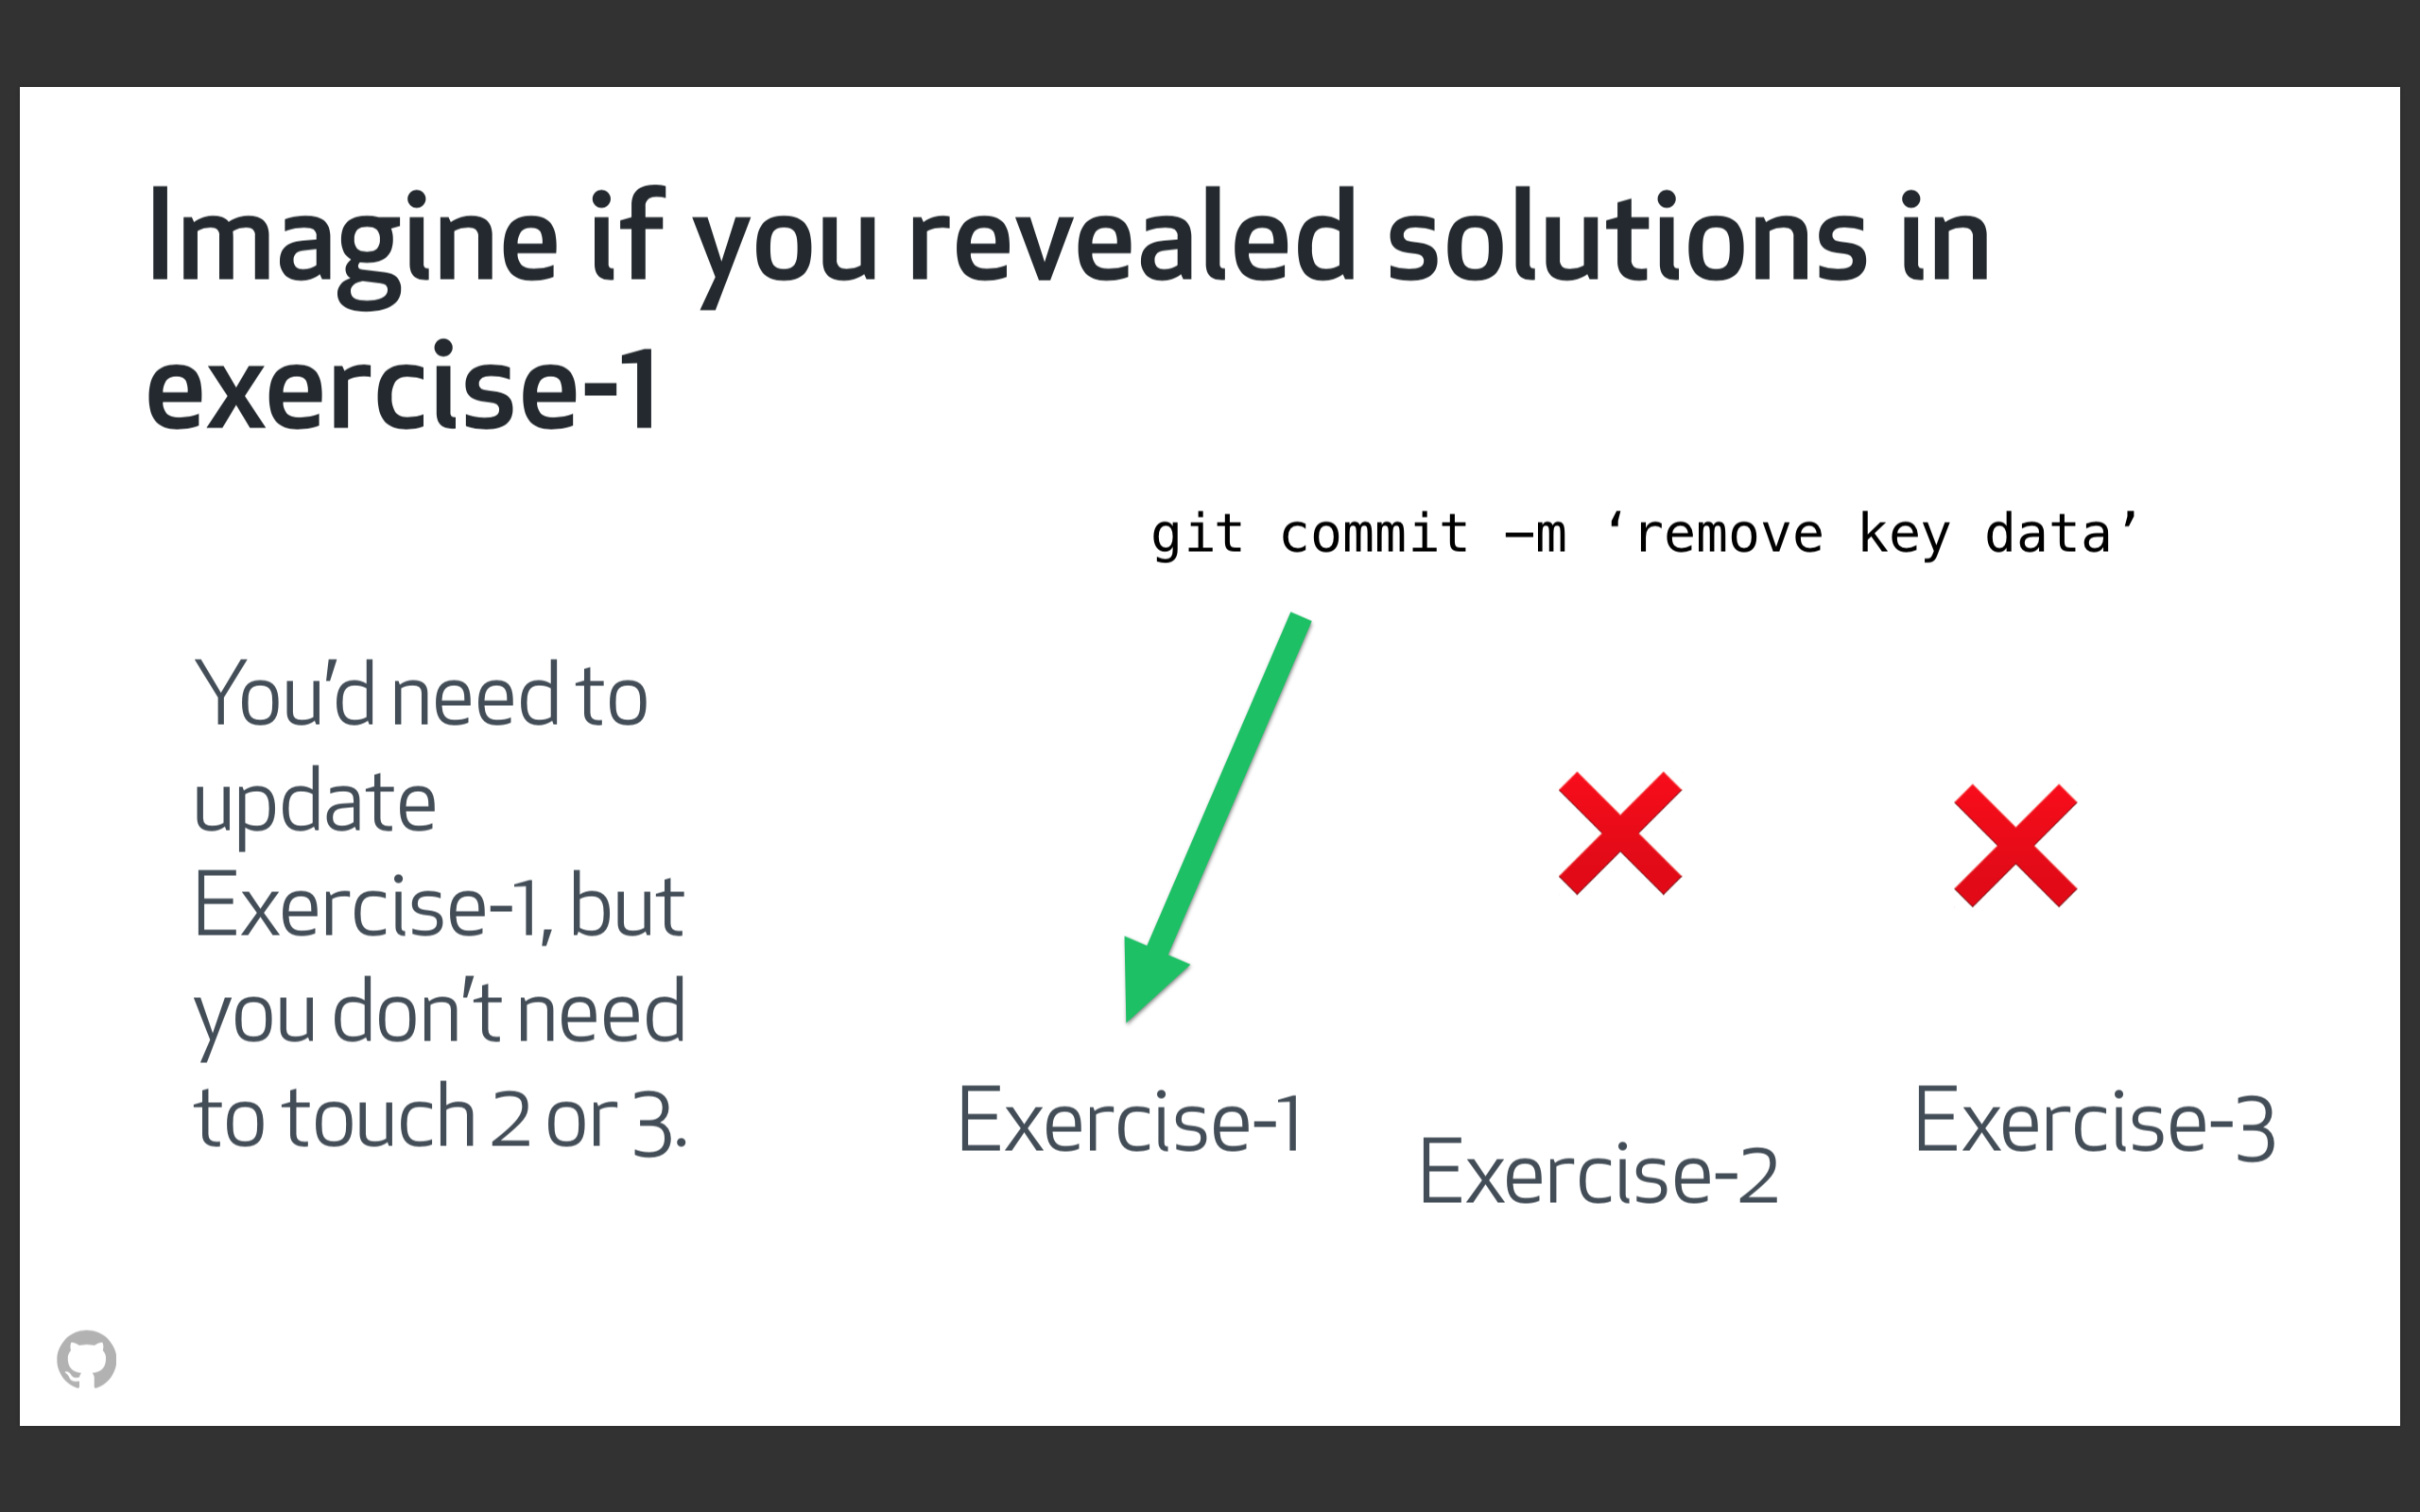 Imagine if you revealed solutions in
exercise-1
git commit –m ‘remove key data’
You’d need to
update
Exercise-1, but
you don’t need
to touch 2 or 3.
Exercise-1
Exercise-2
Exercise-3